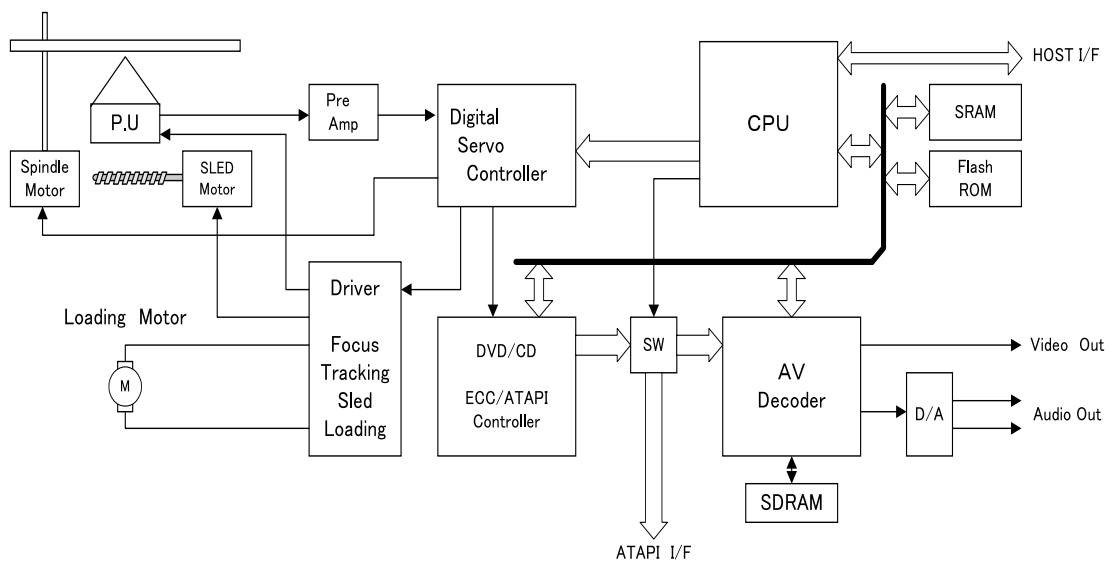 P.U
Pre
Amp
Digital
Servo
Controller
CPU
HOST I/F
SRAM
Flash
ROM
Spindle
Motor
SLED
Motor
Loading Motor
M
Driver
Focus
Tracking
Sled
Loading
DVD/CD
ECC/ATAPI
Controller
SW
AV
Decoder
Video Out
D/A
Audio Out
SDRAM
ATAPI I/F